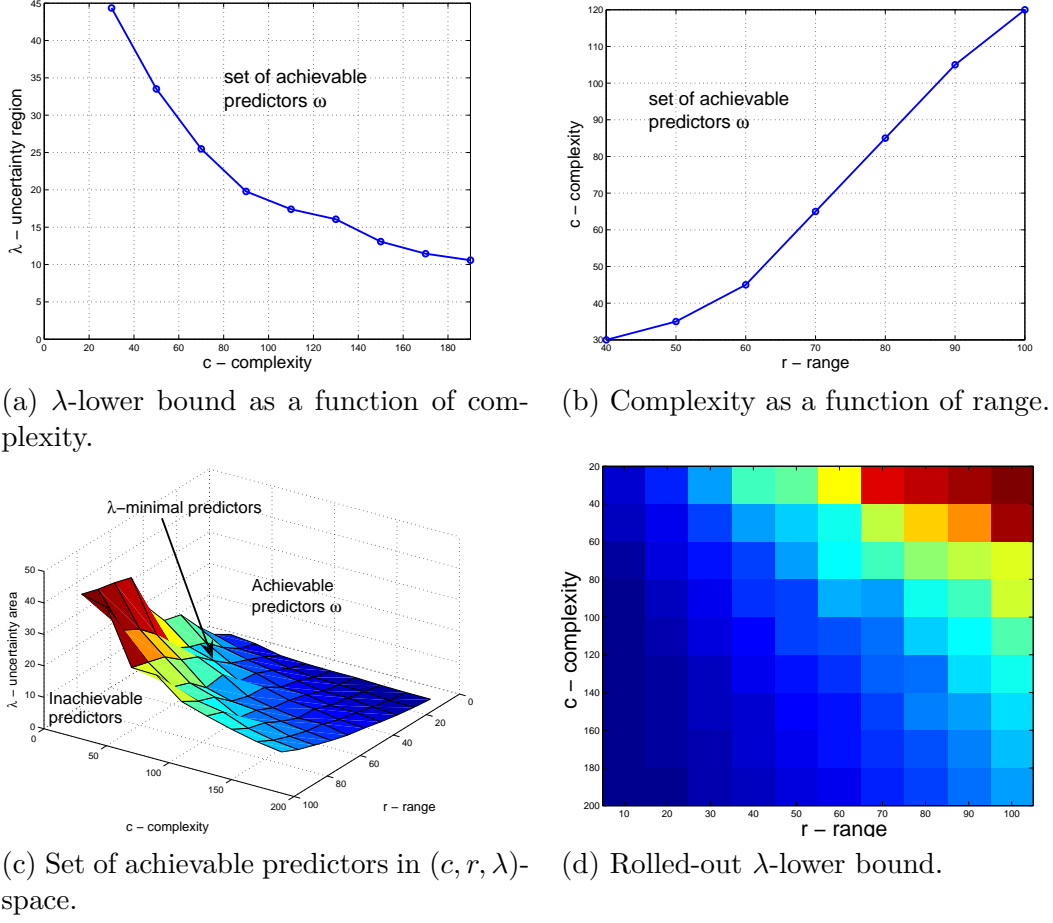 45
40
35
30
25
20
15
10
5
0
λ – uncertainty region
set of achievable
predictors ω
0 20 40 60 80 100 120 140 160 180
c – complexity
(a) λ-lower bound as a function of com-
plexity.
120
110
100
90
80
70
60
50
40
30
c – complexity
set of achievable
predictors ω
40 50 60 70 80 90 100
r – range
(b) Complexity as a function of range.
λ–minimal predictors
Achievable
predictors ω
Inachievable
predictors
50
40
30
20
10
0
λ – uncertainty area
0 50 100 150 200
c – complexity
0
20
40
60
80
100
r – range
(c) Set of achievable predictors in (c, r, λ)-
space.
20
40
60
80
100
120
140
160
180
200
c – complexity
10 20 30 40 50 60 70 80 90 100
r – range
(d) Rolled-out λ-lower bound.